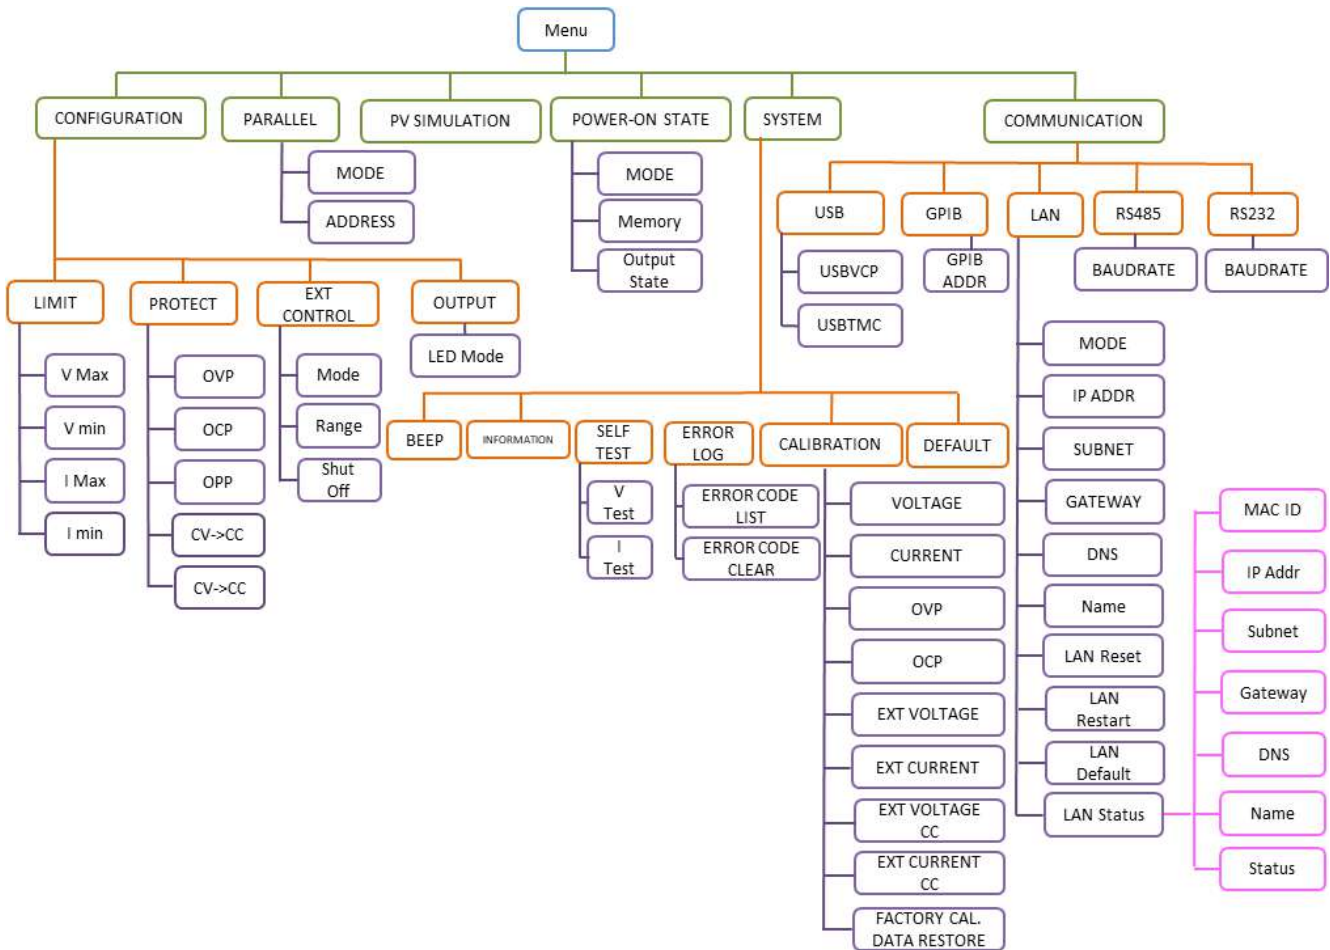 Menu
CONFIGURATION
PARALLEL
PV SIMULATION
POWER-ON STATE
SYSTEM
COMMUNICATION
MODE
ADDRESS
MODE
Memory
Output
State
USB
GPIB
LAN
RS485
RS232
USBVCP
USBTMC
GPIB
ADDR
BAUDRATE
BAUDRATE
LIMIT
PROTECT
EXT
CONTROL
OUTPUT
V Max
V min
I Max
I min
OVP
OCP
OPP
CV->CC
CV->CC
Mode
Range
Shut
Off
LED Mode
BEEP
INFORMATION
SELF
TEST
ERROR
LOG
CALIBRATION
DEFAULT
V
Test
I
Test
ERROR CODE
LIST
ERROR CODE
CLEAR
VOLTAGE
CURRENT
OVP
OCP
EXT VOLTAGE
EXT CURRENT
EXT VOLTAGE
CC
EXT CURRENT
CC
FACTORY CAL.
DATA RESTORE
MODE
IP ADDR
SUBNET
GATEWAY
DNS
Name
LAN Reset
LAN
Restart
LAN
Default
LAN Status
MAC ID
IP Addr
Subnet
Gateway
DNS
Name
Status